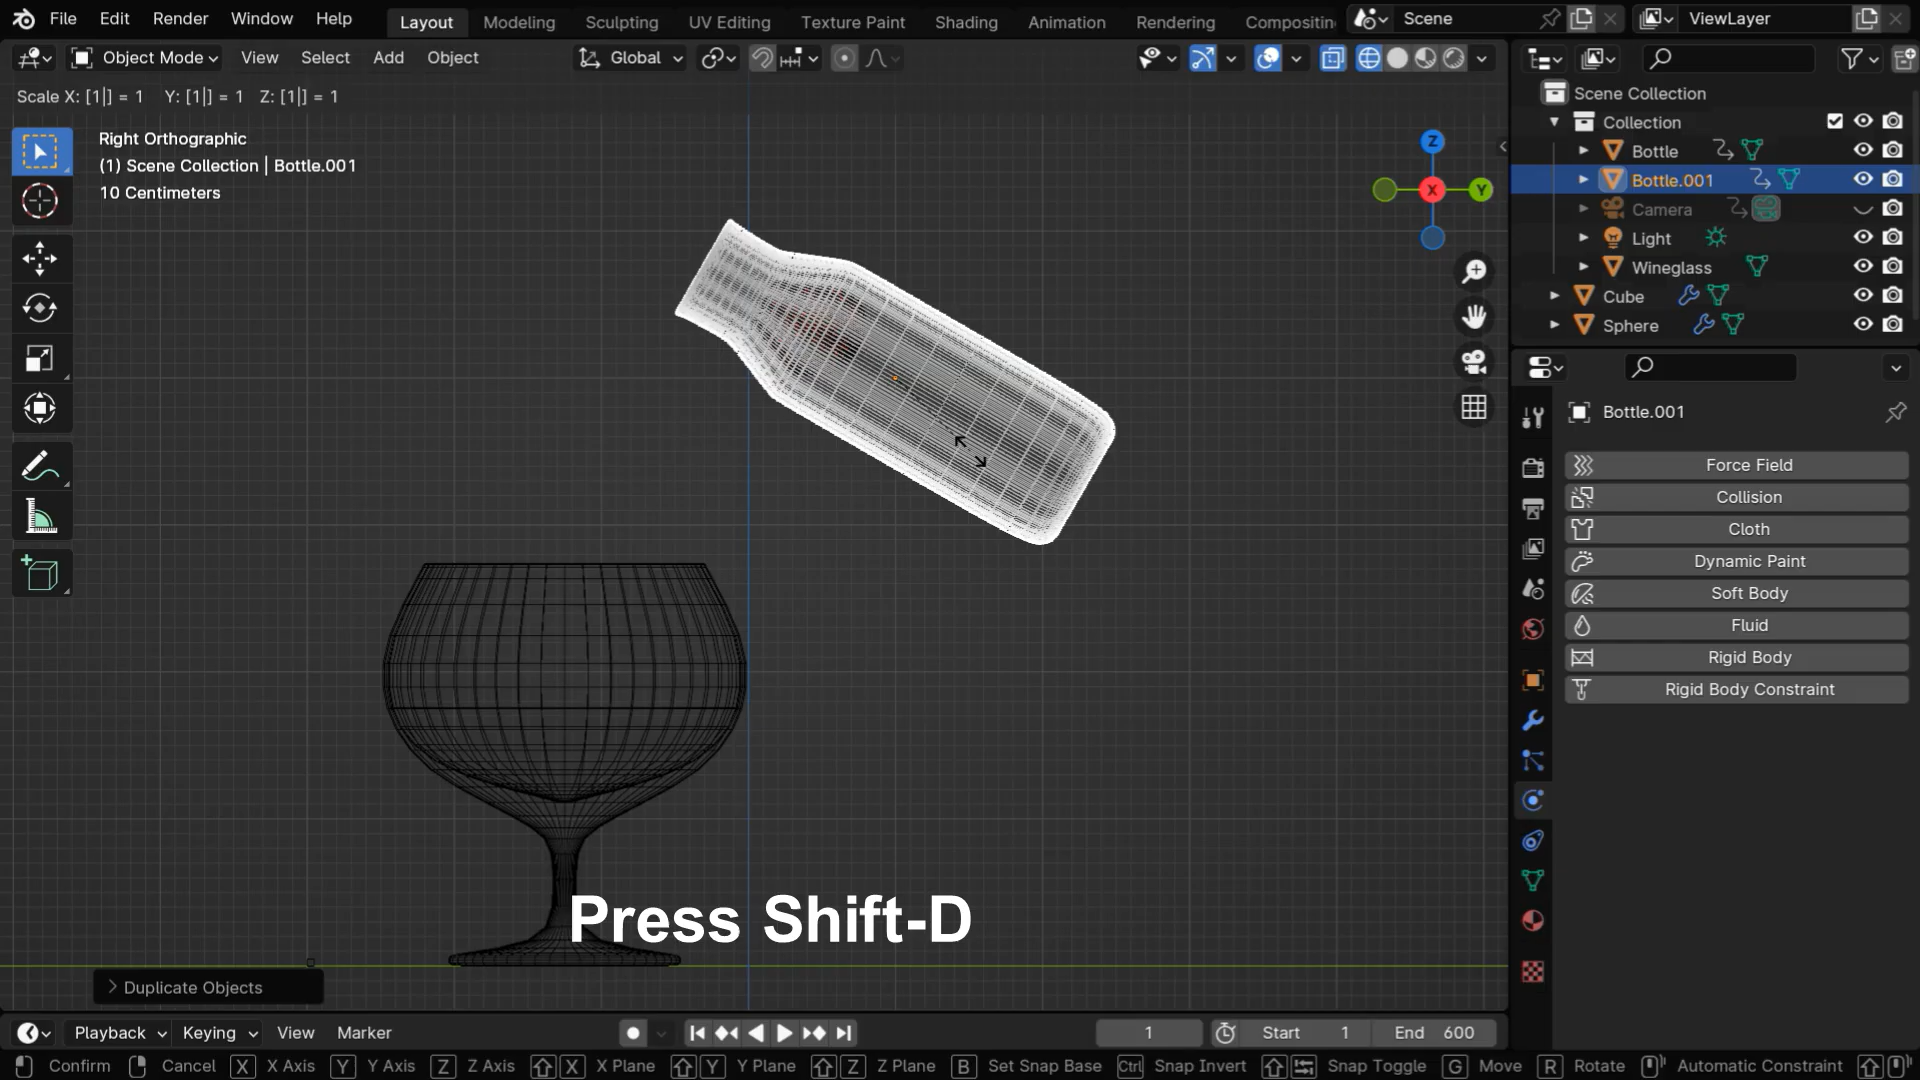 File Edit Render Window Help Layout Modeling Sculpting UV Editing Texture Paint Shading Animation Rendering Compositin Scene ViewLayer
Object Mode View Select Add Object Global
Scale X: [1|] = 1 Y: [1|] = 1 Z: [1|] = 1
Right Orthographic
(1) Scene Collection | Bottle.001
10 Centimeters
Z
X
Y
Scene Collection
Collection
Bottle
Bottle.001
Camera
Light
Wineglass
Cube
Sphere
Bottle.001
Force Field
Collision
Cloth
Dynamic Paint
Soft Body
Fluid
Rigid Body
Rigid Body Constraint
Press Shift-D
Duplicate Objects
Playback Keying View Marker 1 Start 1 End 600
Confirm Cancel X X Axis Y Y Axis Z Z Axis X X Plane Y Y Plane Z Z Plane B Set Snap Base Ctrl Snap Invert Snap Toggle G Move R Rotate Automatic Constraint